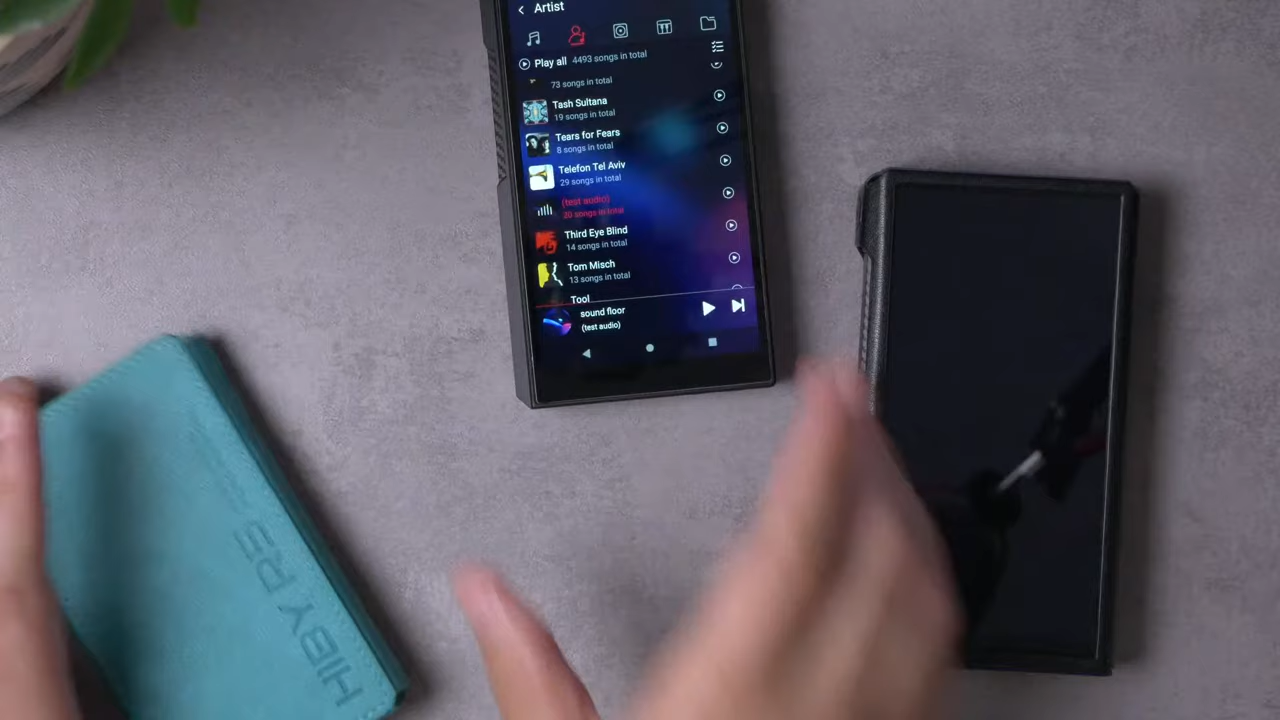 Artist
Play all 4493 songs in total
73 songs in total
Tash Sultana
19 songs in total
Tears for Fears
8 songs in total
Telefon Tel Aviv
29 songs in total
(test audio)
20 songs in total
Third Eye Blind
14 songs in total
Tom Misch
13 songs in total
Tool
sound floor
(test audio)
HIBY R5